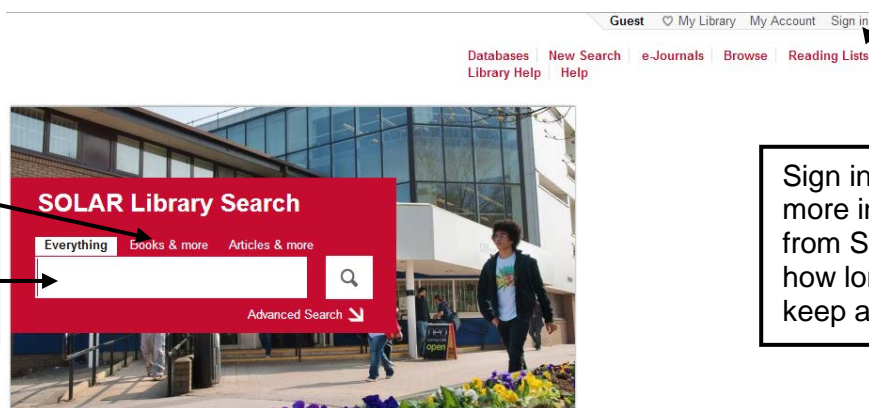 Guest ♡ My Library My Account Sign in
Databases New Search e-Journals Browse Reading Lists
Library Help Help
SOLAR Library Search
Everything Books & more Articles & more
Advanced Search
open
Sign in
more in
from S
how lo
keep a